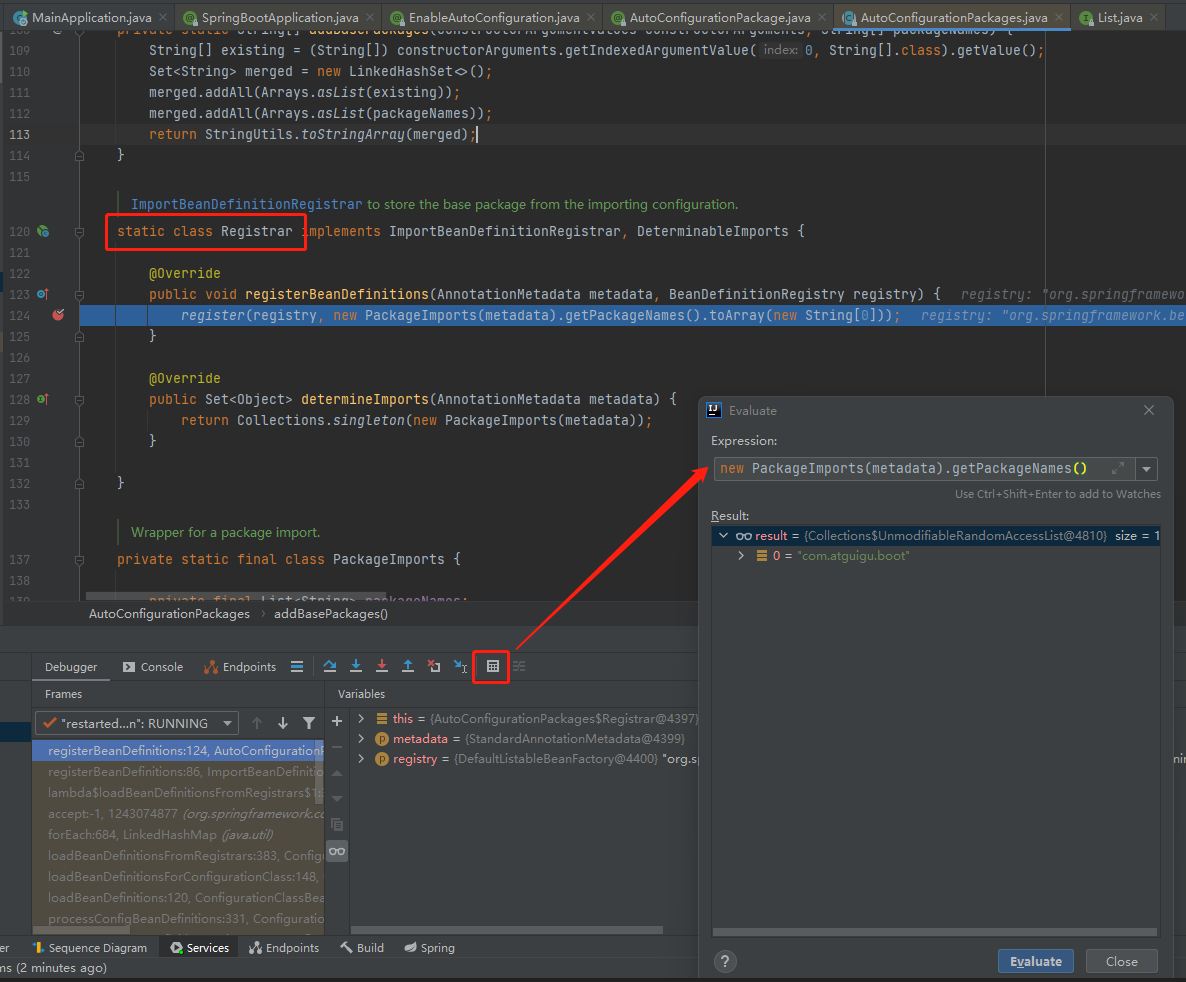 MainApplication.java SpringBootApplication.java EnableAutoConfiguration.java AutoConfigurationPackage.java AutoConfigurationPackages.java List.java
109 String[] existing = (String[]) constructorArguments.getIndexedArgumentValue( index: 0, String[].class).getValue();
110 Set<String> merged = new LinkedHashSet<>();
111 merged.addAll(Arrays.asList(existing));
112 merged.addAll(Arrays.asList(packageNames));
113 return StringUtils.toStringArray(merged);
114 }
115
ImportBeanDefinitionRegistrar to store the base package from the importing configuration.
120 static class Registrar implements ImportBeanDefinitionRegistrar, DeterminableImports {
121
122 @Override
123 public void registerBeanDefinitions(AnnotationMetadata metadata, BeanDefinitionRegistry registry) { registry: "org.springframewo
124 register(registry, new PackageImports(metadata).getPackageNames().toArray(new String[0])); registry: "org.springframework.be
125 }
126
127 @Override
128 public Set<Object> determineImports(AnnotationMetadata metadata) {
129 return Collections.singleton(new PackageImports(metadata));
130 }
131
132 }
133
Wrapper for a package import.
137 private static final class PackageImports {
138
139 private final List<String> packageNames;
AutoConfigurationPackages › addBasePackages()
Evaluate
Expression:
new PackageImports(metadata).getPackageNames()
Use Ctrl+Shift+Enter to add to Watches
Result:
result = {Collections$UnmodifiableRandomAccessList@4810} size = 1
0 = "com.atguigu.boot"
? Evaluate Close
Debugger Console Endpoints
Frames Variables
"restarted...n": RUNNING
registerBeanDefinitions:124, AutoConfigurationP
registerBeanDefinitions:86, ImportBeanDefinitio
lambda$loadBeanDefinitionsFromRegistrars$1:3
accept:-1, 1243074877 (org.springframework.co
forEach:684, LinkedHashMap (java.util)
loadBeanDefinitionsFromRegistrars:383, Config
loadBeanDefinitionsForConfigurationClass:148,
loadBeanDefinitions:120, ConfigurationClassBea
processConfigBeanDefinitions:331, Configuration
this = {AutoConfigurationPackages$Registrar@4397}
metadata = {StandardAnnotationMetadata@4399}
registry = {DefaultListableBeanFactory@4400} "org.sp
er Sequence Diagram Services Endpoints Build Spring
ms (2 minutes ago)